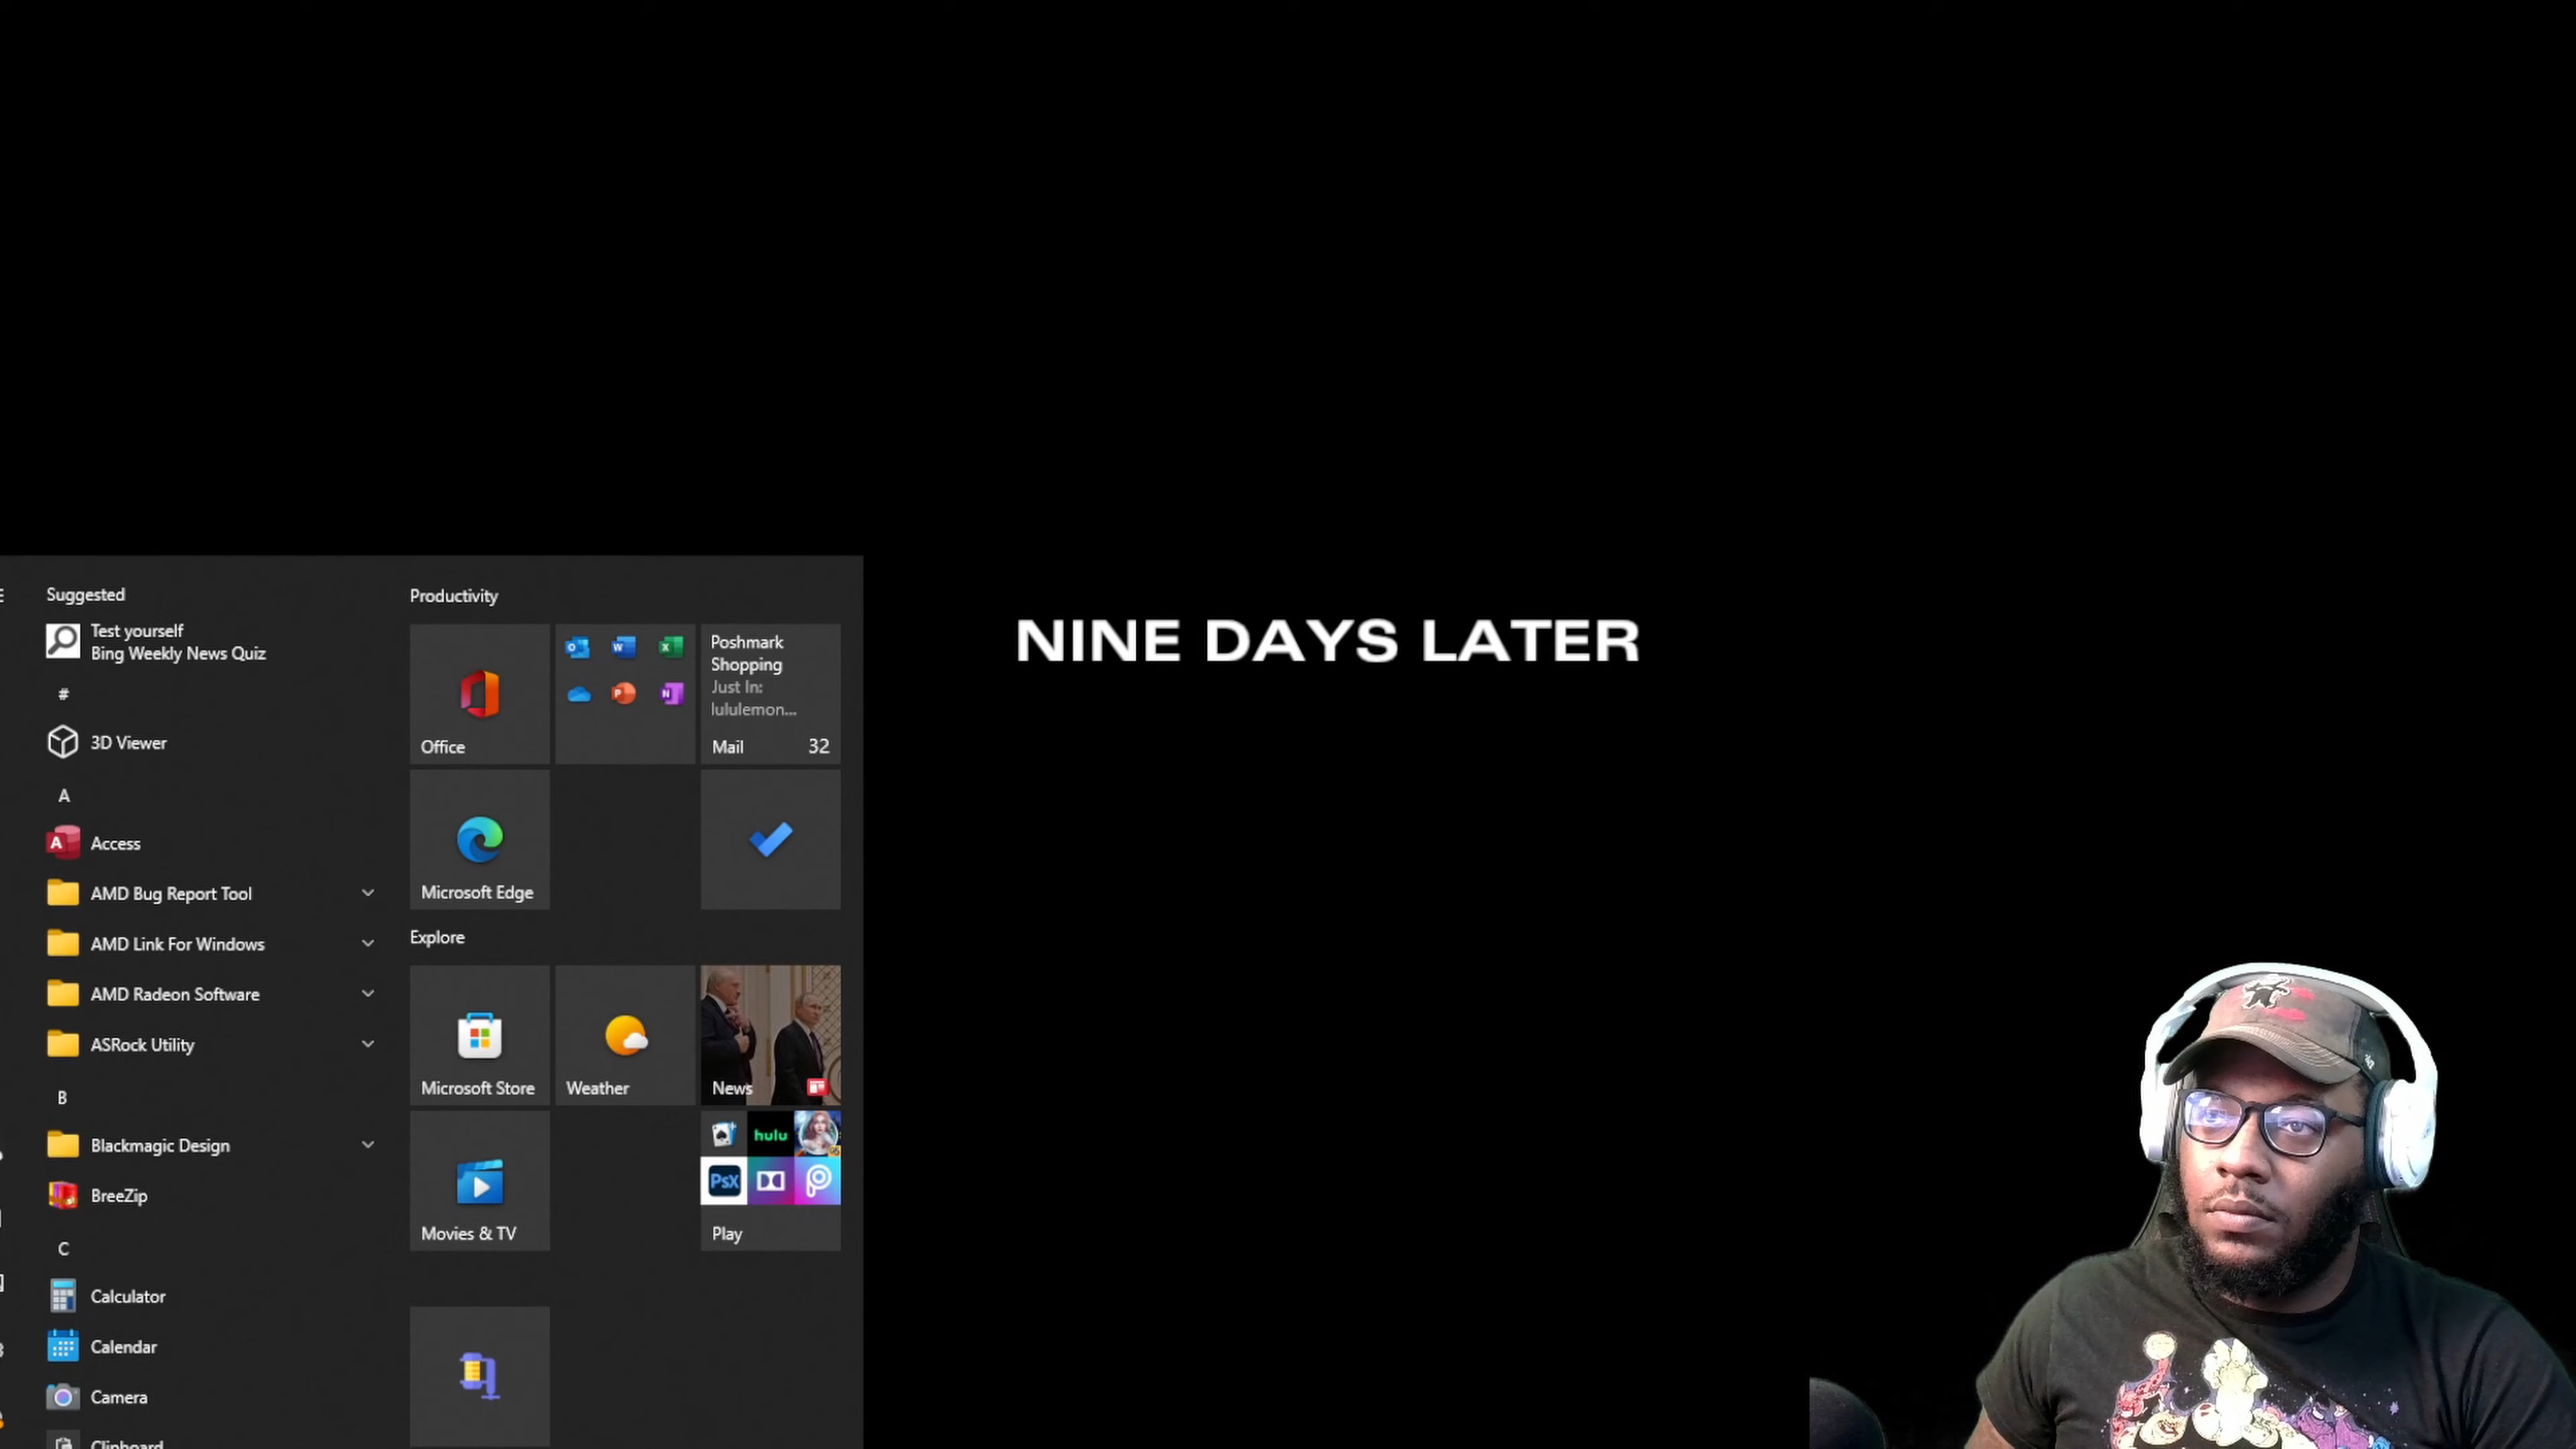 Suggested
Test yourself
Bing Weekly News Quiz
#
3D Viewer
A
Access
AMD Bug Report Tool
AMD Link For Windows
AMD Radeon Software
ASRock Utility
B
Blackmagic Design
BreeZip
C
Calculator
Calendar
Camera
Clipboard
Productivity
Office
Poshmark
Shopping
Just In:
lululemon...
Mail 32
Microsoft Edge
Explore
Microsoft Store
Weather
News
Movies & TV
hulu
PsX
Play
NINE DAYS LATER